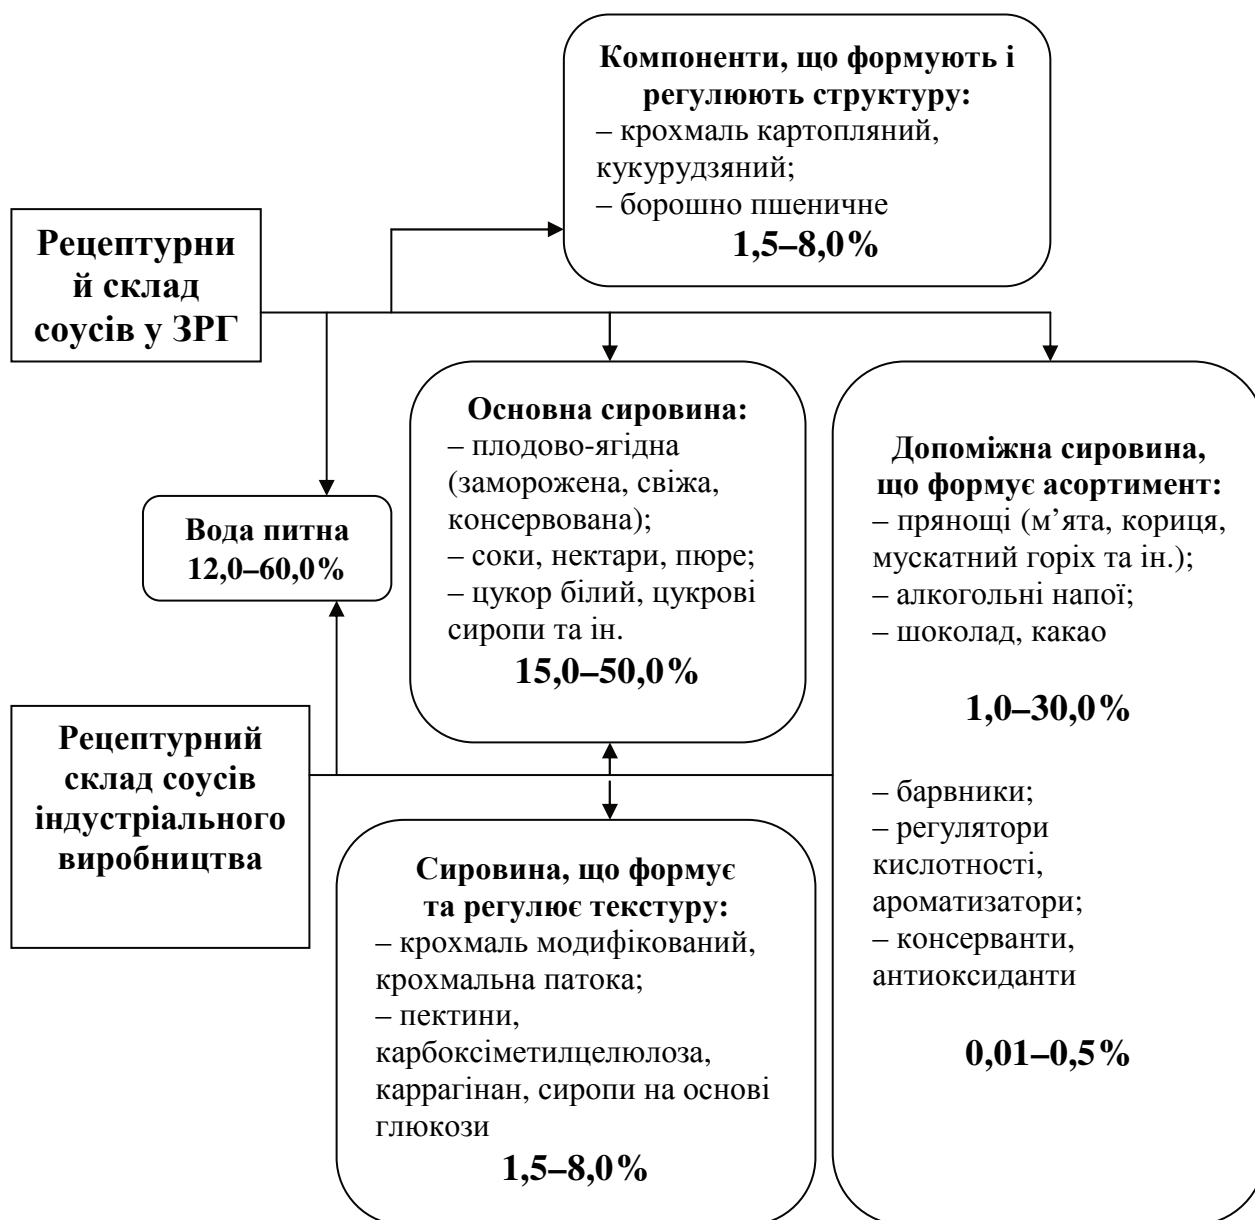 Компоненти, що формують і
регулюють структуру:
– крохмаль картопляний,
кукурудзяний;
– борошно пшеничне
1,5–8,0%
Рецептурни
й склад
соусів у ЗРГ
Основна сировина:
– плодово-ягідна
(заморожена, свіжа,
консервована);
– соки, нектари, пюре;
– цукор білий, цукрові
сиропи та ін.
15,0–50,0%
Допоміжна сировина,
що формує асортимент:
– прянощі (м’ята, кориця,
мускатний горіх та ін.);
– алкогольні напої;
– шоколад, какао
1,0–30,0%
– барвники;
– регулятори
кислотності,
ароматизатори;
– консерванти,
антиоксиданти
0,01–0,5%
Вода питна
12,0–60,0%
Рецептурний
склад соусів
індустріального
виробництва
Сировина, що формує
та регулює текстуру:
– крохмаль модифікований,
крохмальна патока;
– пектини,
карбоксіметилцелюлоза,
каррагінан, сиропи на основі
глюкози
1,5–8,0%